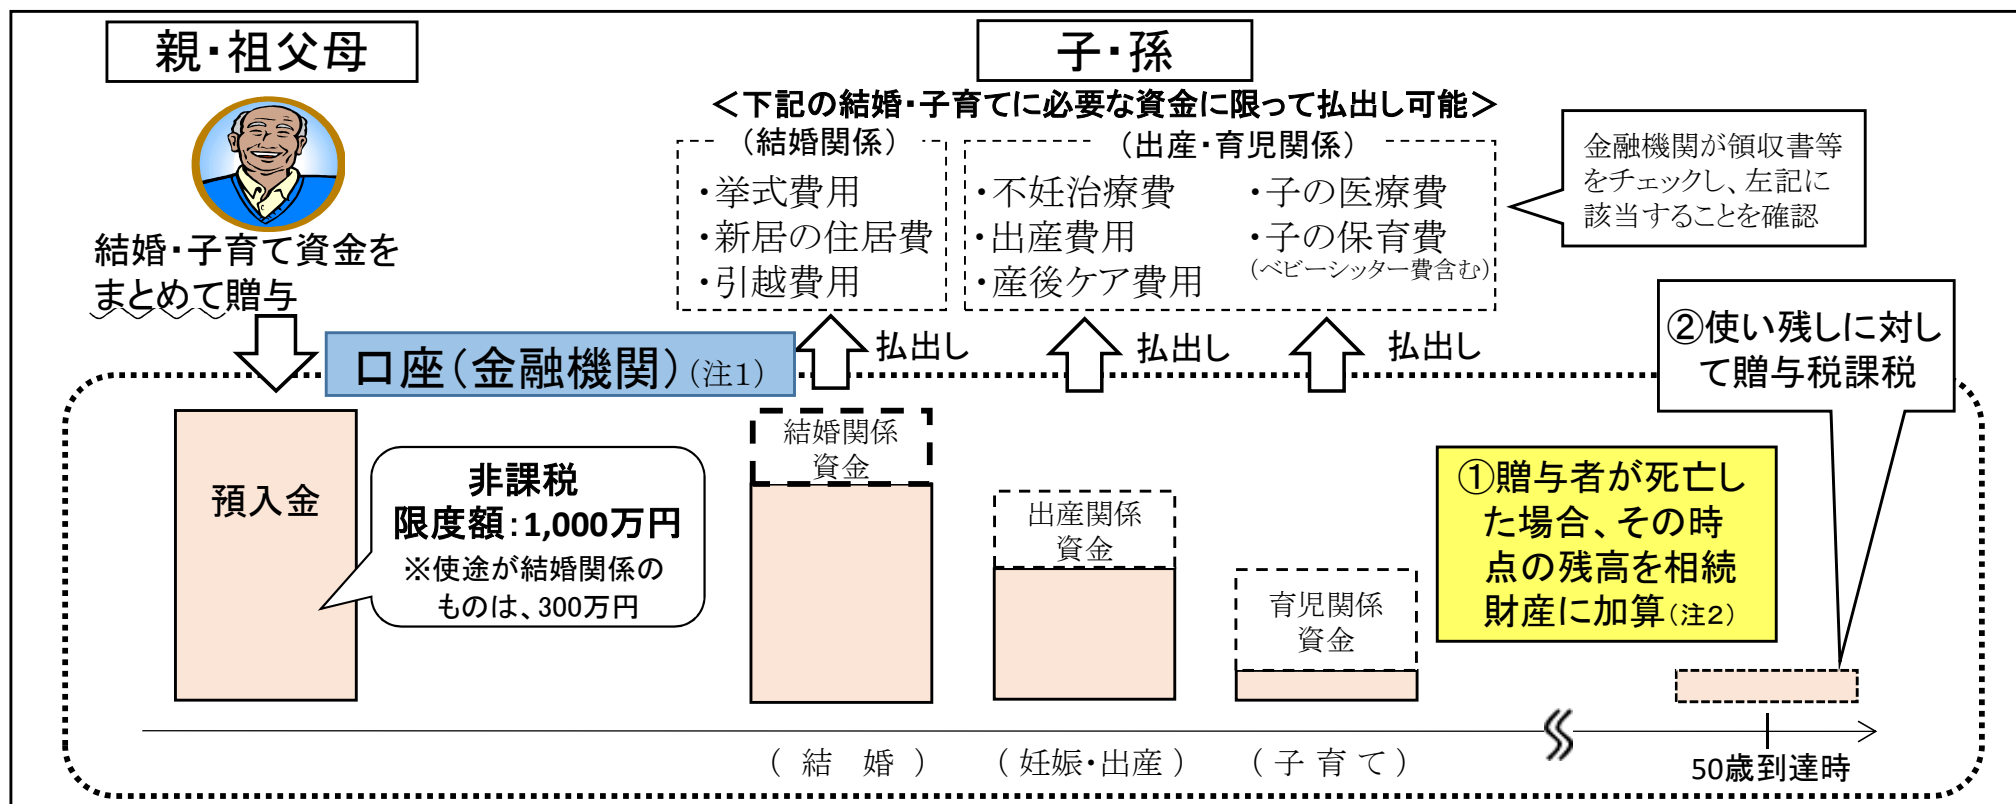 親・祖父母
子・孫
＜下記の結婚・子育てに必要な資金に限って払出し可能＞
（結婚関係）
・挙式費用
・新居の住居費
・引越費用
（出産・育児関係）
・不妊治療費
・出産費用
・産後ケア費用
・子の医療費
・子の保育費
（ベビーシッター費含む）
金融機関が領収書等
をチェックし、左記に
該当することを確認
結婚・子育て資金を
まとめて贈与
口座（金融機関）（注１）
払出し
払出し
払出し
②使い残しに対し
て贈与税課税
預入金
非課税
限度額：1,000万円
※使途が結婚関係の
ものは、300万円
結婚関係
資金
出産関係
資金
育児関係
資金
①贈与者が死亡し
た場合、その時
点の残高を相続
財産に加算（注２）
（ 結　婚 ）
（ 妊娠・出産 ）
（ 子 育 て ）
50歳到達時